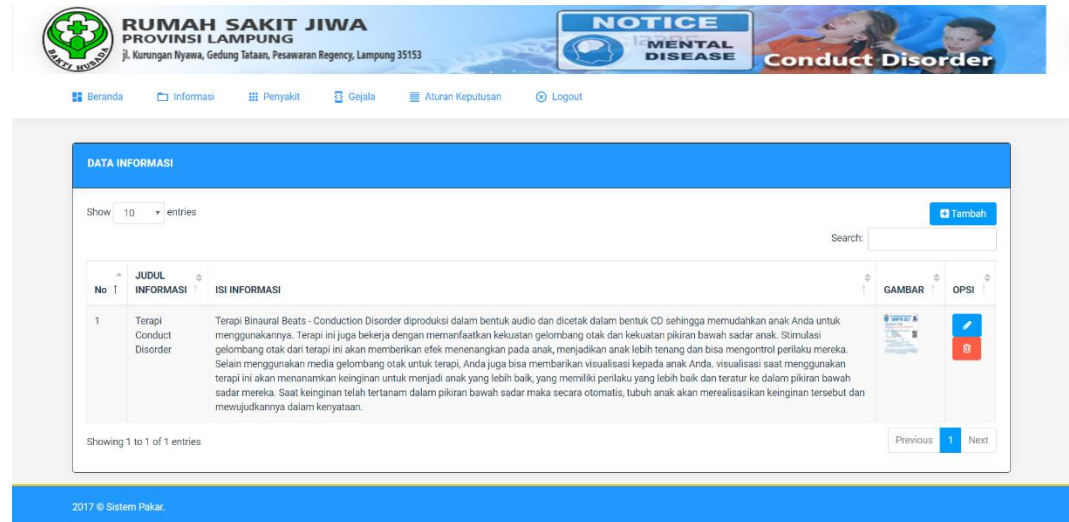 RUMAH SAKIT JIWA
PROVINSI LAMPUNG
jl. Kurungan Nyawa, Gedung Tataan, Pesawaran Regency, Lampung 35153
BAKTI HUSADA
NOTICE
MENTAL
DISEASE
Conduct Disorder
Beranda Informasi Penyakit Gejala Aturan Keputusan Logout
DATA INFORMASI
Show 10 entries
Tambah
Search:
No JUDUL INFORMASI ISI INFORMASI GAMBAR OPSI
1 Terapi Conduct Disorder
Terapi Binaural Beats - Conduction Disorder diproduksi dalam bentuk audio dan dicetak dalam bentuk CD sehingga memudahkan anak Anda untuk
menggunakannya. Terapi ini juga bekerja dengan memanfaatkan kekuatan gelombang otak dan kekuatan pikiran bawah sadar anak. Stimulasi
gelombang otak dari terapi ini akan memberikan efek menenangkan pada anak, menjadikan anak lebih tenang dan bisa mengontrol perilaku mereka.
Selain menggunakan media gelombang otak untuk terapi, Anda juga bisa membarikan visualisasi kepada anak Anda. visualisasi saat menggunakan
terapi ini akan menanamkan keinginan untuk menjadi anak yang lebih baik, yang memiliki perilaku yang lebih baik dan teratur ke dalam pikiran bawah
sadar mereka. Saat keinginan telah tertanam dalam pikiran bawah sadar maka secara otomatis, tubuh anak akan merealisasikan keinginan tersebut dan
mewujudkannya dalam kenyataan.
Showing 1 to 1 of 1 entries
Previous 1 Next
2017 © Sistem Pakar.